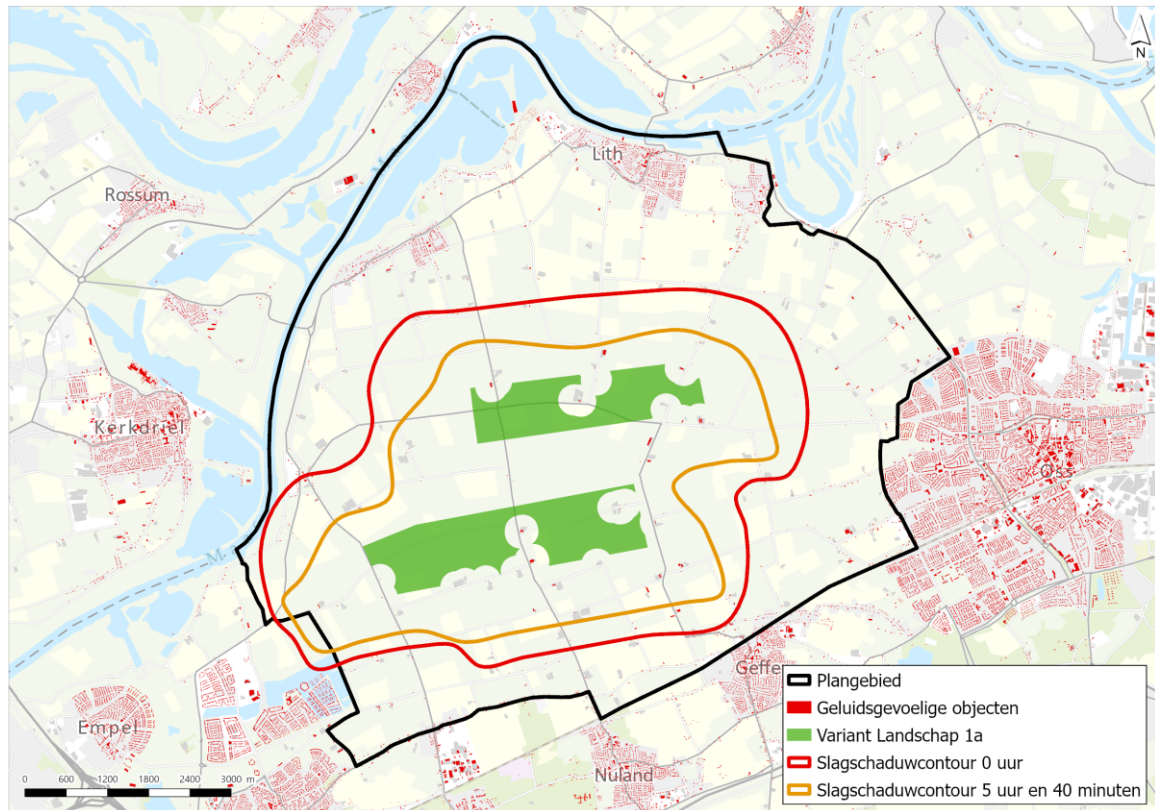 N
Lith
Rossum
Kerkdriel
Oss
M.
Geffe
Empel
Nuland
0 600 1200 1800 2400 3000 m
Plangebied
Geluidsgevoelige objecten
Variant Landschap 1a
Slagschaduwcontour 0 uur
Slagschaduwcontour 5 uur en 40 minuten